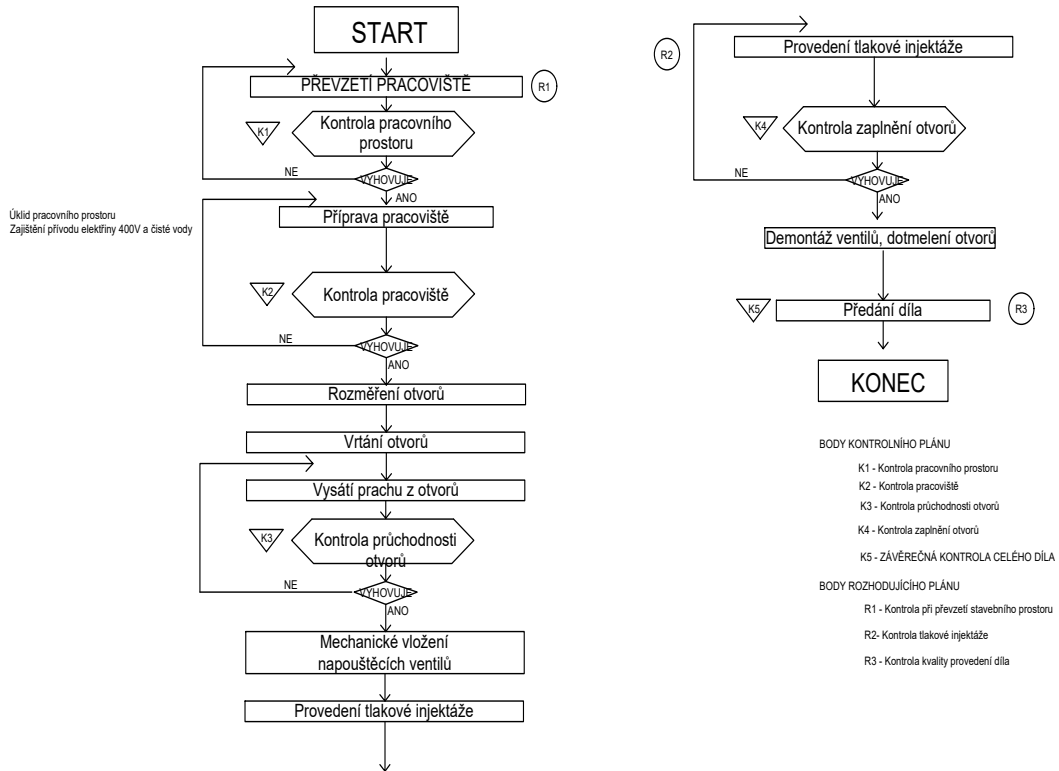 START
PŘEVZETÍ PRACOVIŠTĚ
R1
K1
Kontrola pracovního
prostoru
NE
VYHOVUJE
ANO
Úklid pracovního prostoru
Zajištění přívodu elektřiny 400V a čisté vody
Příprava pracoviště
K2
Kontrola pracoviště
NE
VYHOVUJE
ANO
Rozměření otvorů
Vrtání otvorů
Vysátí prachu z otvorů
K3
Kontrola průchodnosti
otvorů
NE
VYHOVUJE
ANO
Mechanické vložení
napouštěcích ventilů
Provedení tlakové injektáže
R2
Provedení tlakové injektáže
K4
Kontrola zaplnění otvorů
NE
VYHOVUJE
ANO
Demontáž ventilů, dotmelení otvorů
K5
Předání díla
R3
KONEC
BODY KONTROLNÍHO PLÁNU
K1 - Kontrola pracovního prostoru
K2 - Kontrola pracoviště
K3 - Kontrola průchodnosti otvorů
K4 - Kontrola zaplnění otvorů
K5 - ZÁVĚREČNÁ KONTROLA CELÉHO DÍLA
BODY ROZHODUJÍCÍHO PLÁNU
R1 - Kontrola při převzetí stavebního prostoru
R2- Kontrola tlakové injektáže
R3 - Kontrola kvality provedení díla